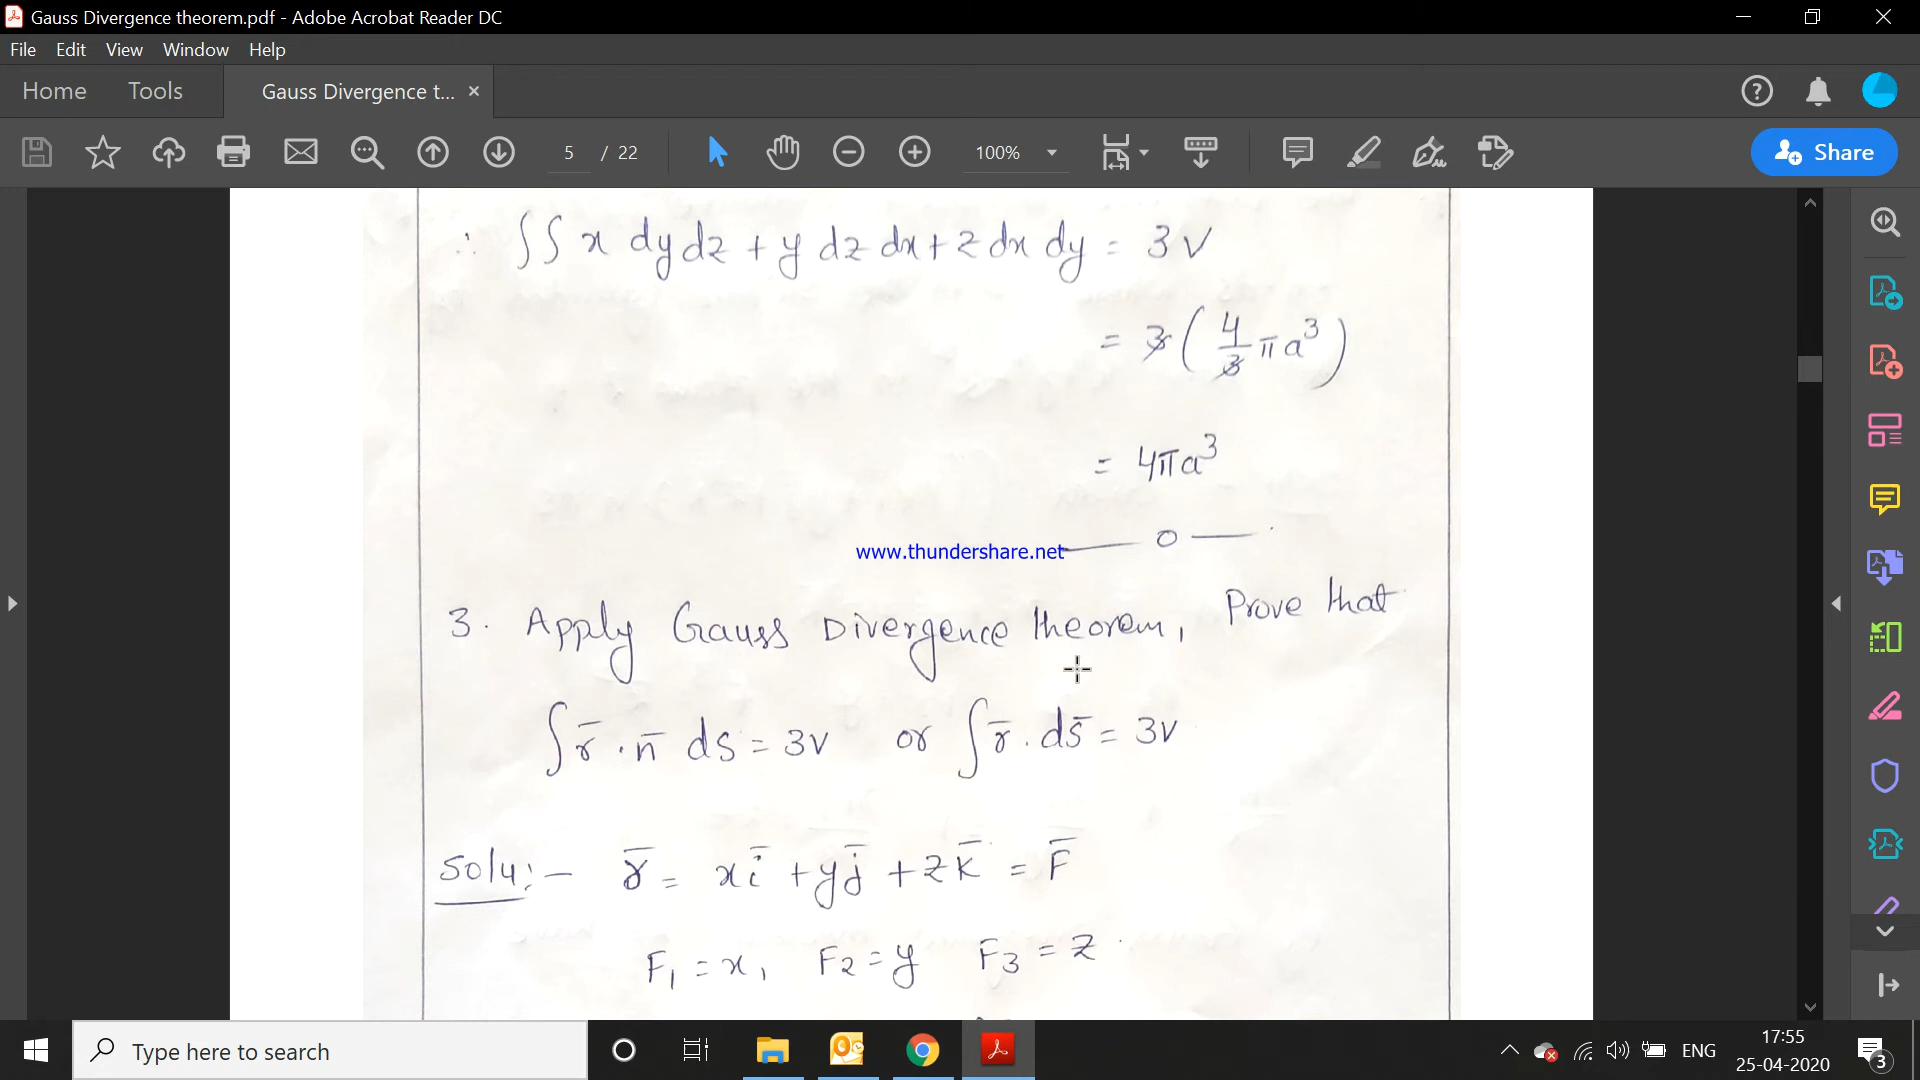 Gauss Divergence theorem.pdf - Adobe Acrobat Reader DC
File Edit View Window Help
Home Tools Gauss Divergence t... ×
5 / 22 100% Share
∴ ∫∫ x dy dz + y dz dx + z dx dy = 3V
= 3 ( 4/3 πa³ )
= 4πa³
— 0 —
www.thundershare.net
3. Apply Gauss Divergence theorem, Prove that
∫ r̄ . n̄ ds = 3V or ∫ r̄ . ds̄ = 3V
Solu:- r̄ = xī + yj̄ + zk̄ = F̄
F₁ = x, F₂ = y F₃ = z
Type here to search
ENG
17:55
25-04-2020
3